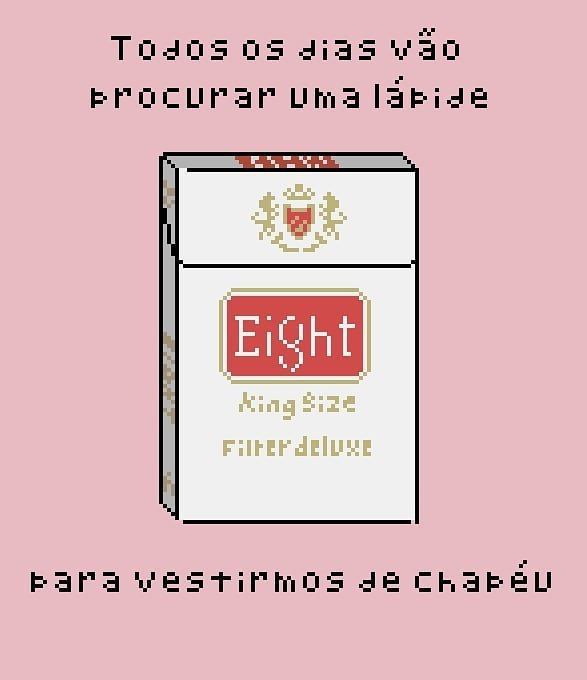 Todos os dias vão
procurar uma lápide
Eight
King Size
Filter deluxe
para vestirmos de chapéu